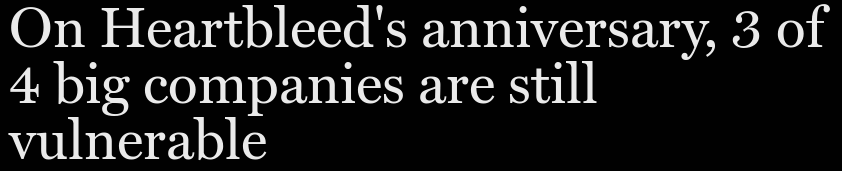 On Heartbleed's anniversary, 3 of
4 big companies are still
vulnerable